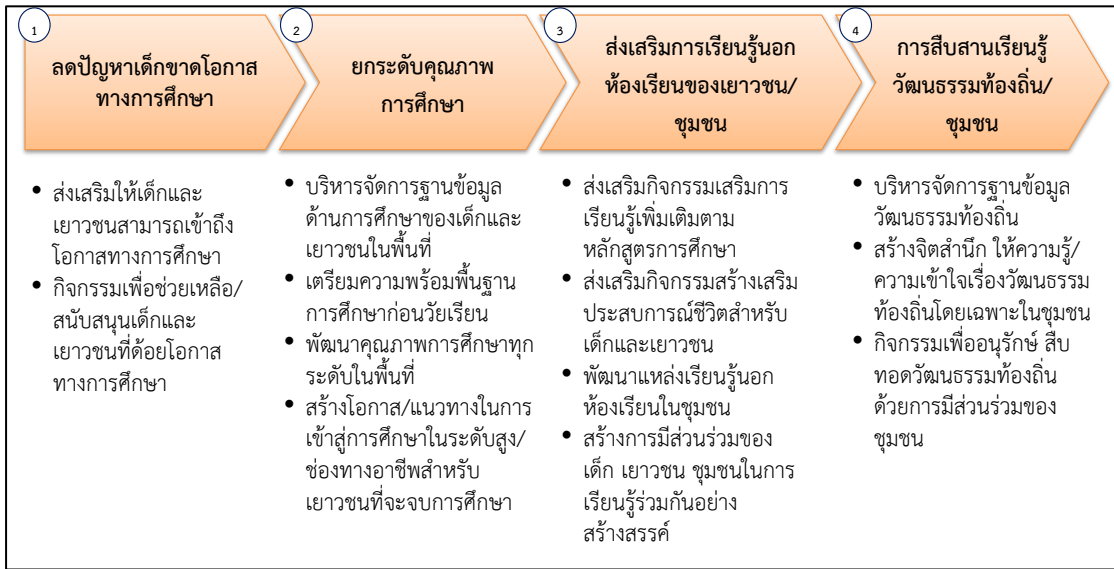 1
ลดปัญหาเด็กขาดโอกาส
ทางการศึกษา
• ส่งเสริมให้เด็กและ
เยาวชนสามารถเข้าถึง
โอกาสทางการศึกษา
• กิจกรรมเพื่อช่วยเหลือ/
สนับสนุนเด็กและ
เยาวชนที่ด้อยโอกาส
ทางการศึกษา
2
ยกระดับคุณภาพ
การศึกษา
• บริหารจัดการฐานข้อมูล
ด้านการศึกษาของเด็กและ
เยาวชนในพื้นที่
• เตรียมความพร้อมพื้นฐาน
การศึกษาก่อนวัยเรียน
• พัฒนาคุณภาพการศึกษาทุก
ระดับในพื้นที่
• สร้างโอกาส/แนวทางในการ
เข้าสู่การศึกษาในระดับสูง/
ช่องทางอาชีพสำหรับ
เยาวชนที่จะจบการศึกษา
3
ส่งเสริมการเรียนรู้นอก
ห้องเรียนของเยาวชน/
ชุมชน
• ส่งเสริมกิจกรรมเสริมการ
เรียนรู้เพิ่มเติมตาม
หลักสูตรการศึกษา
• ส่งเสริมกิจกรรมสร้างเสริม
ประสบการณ์ชีวิตสำหรับ
เด็กและเยาวชน
• พัฒนาแหล่งเรียนรู้นอก
ห้องเรียนในชุมชน
• สร้างการมีส่วนร่วมของ
เด็ก เยาวชน ชุมชนในการ
เรียนรู้ร่วมกันอย่าง
สร้างสรรค์
4
การสืบสานเรียนรู้
วัฒนธรรมท้องถิ่น/
ชุมชน
• บริหารจัดการฐานข้อมูล
วัฒนธรรมท้องถิ่น
• สร้างจิตสำนึก ให้ความรู้/
ความเข้าใจเรื่องวัฒนธรรม
ท้องถิ่นโดยเฉพาะในชุมชน
• กิจกรรมเพื่ออนุรักษ์ สืบ
ทอดวัฒนธรรมท้องถิ่น
ด้วยการมีส่วนร่วมของ
ชุมชน